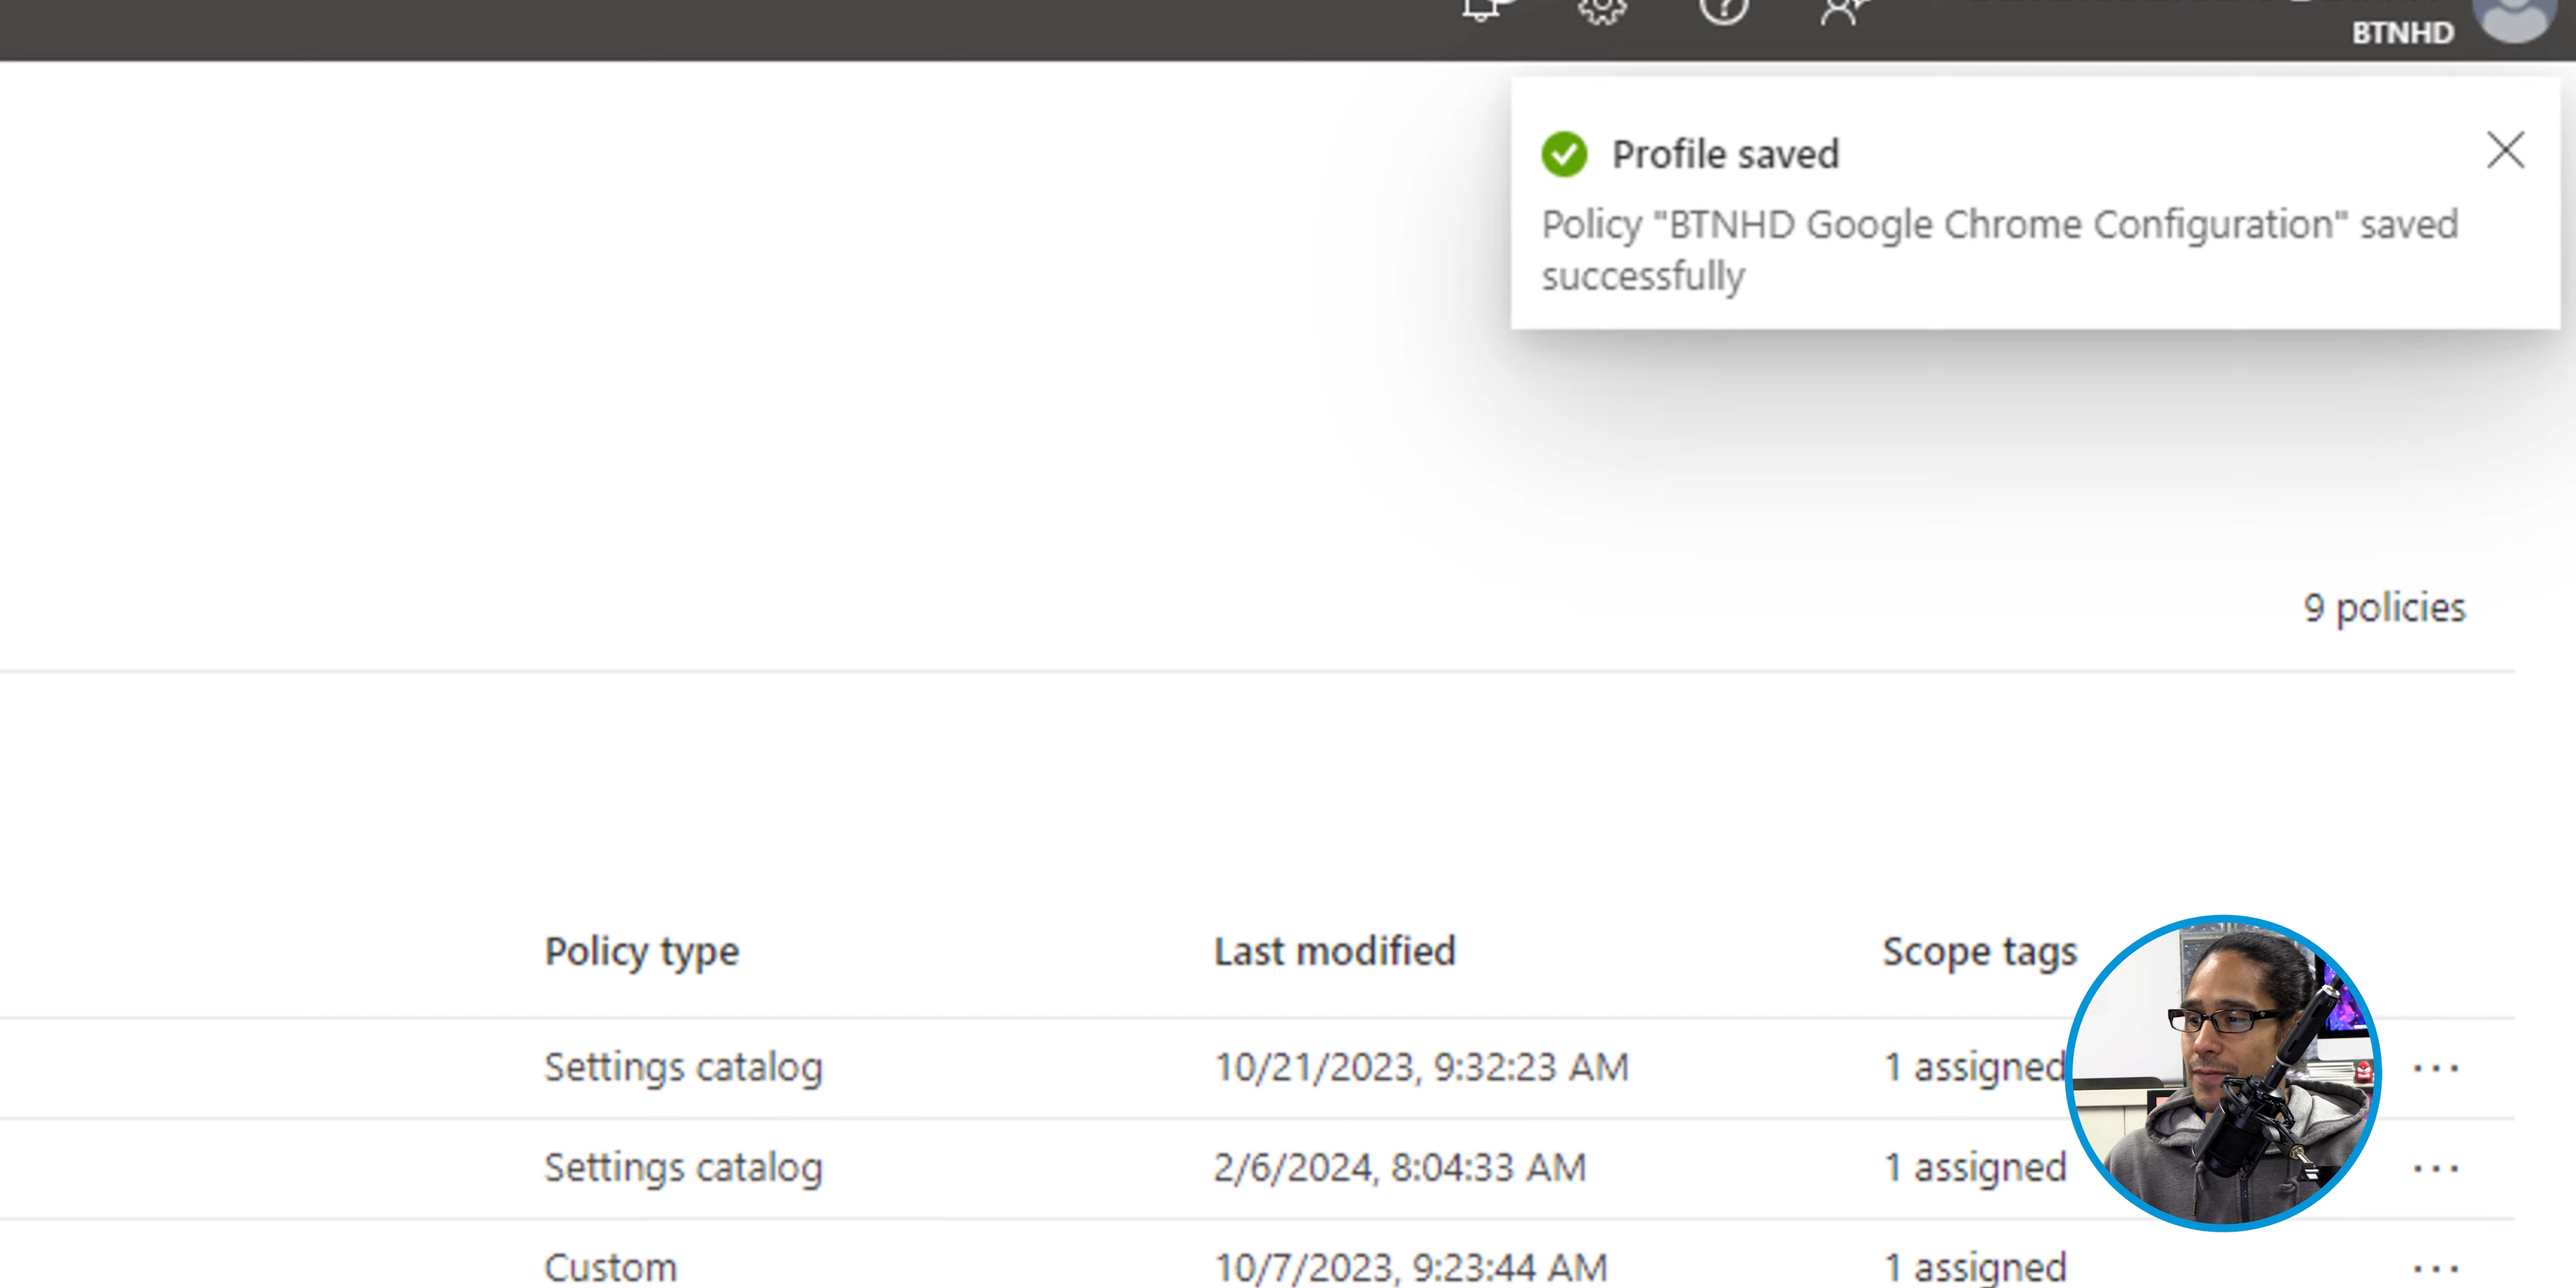 BTNHD
Profile saved
Policy "BTNHD Google Chrome Configuration" saved
successfully
9 policies
Policy type Last modified Scope tags
Settings catalog 10/21/2023, 9:32:23 AM 1 assigned ...
Settings catalog 2/6/2024, 8:04:33 AM 1 assigned ...
Custom 10/7/2023, 9:23:44 AM 1 assigned ...